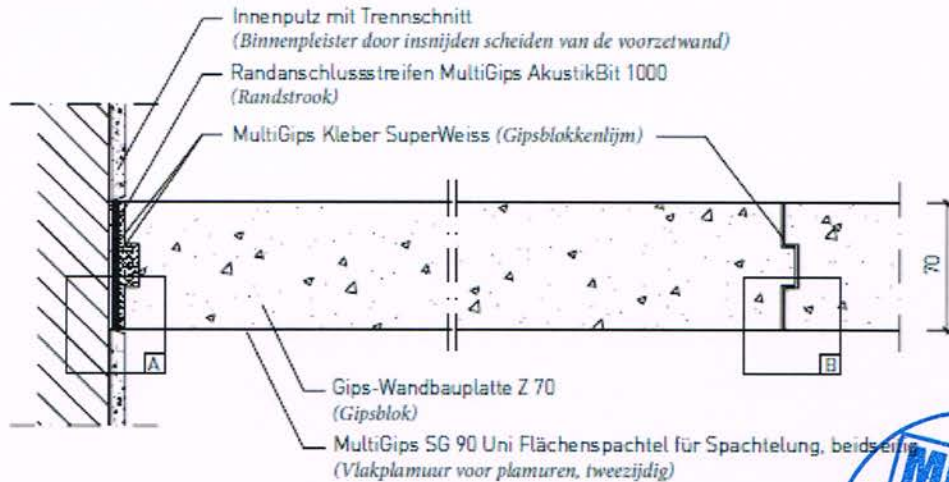 Innenputz mit Trennschnitt
(Binnenpleister door insnijden scheiden van de voorzetwand)
Randanschlussstreifen MultiGips AkustikBit 1000
(Randstrook)
MultiGips Kleber SuperWeiss (Gipsblokkenlijm)
70
A
B
Gips-Wandbauplatte Z 70
(Gipsblok)
MultiGips SG 90 Uni Flächenspachtel für Spachtelung, beidseitig
(Vlakplamuur voor plamuren, tweezijdig)